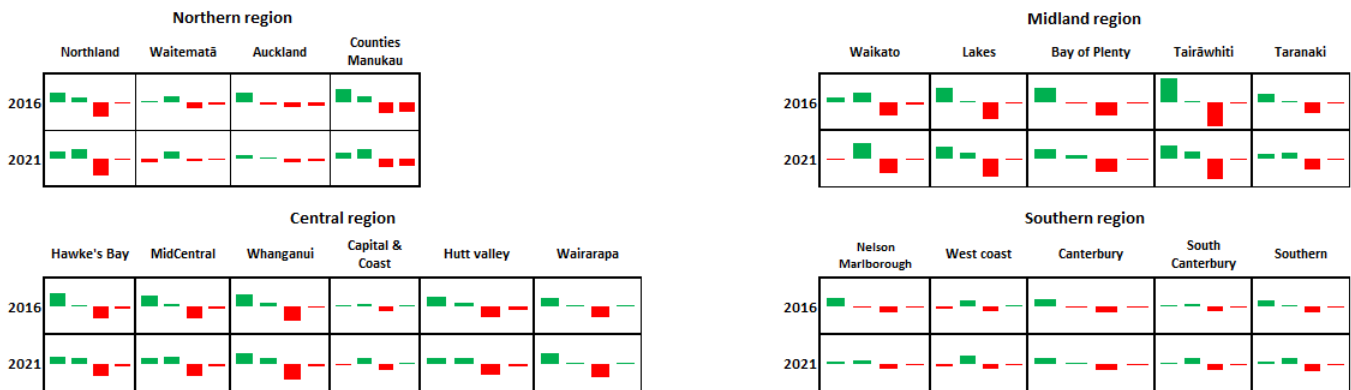 Northern region
Northland Waitematā Auckland Counties
Manukau
2016
2021
Midland region
Waikato Lakes Bay of Plenty Tairāwhiti Taranaki
2016
2021
Central region
Hawke's Bay MidCentral Whanganui Capital &
Coast Hutt valley Wairarapa
2016
2021
Southern region
Nelson
Marlborough West coast Canterbury South
Canterbury Southern
2016
2021